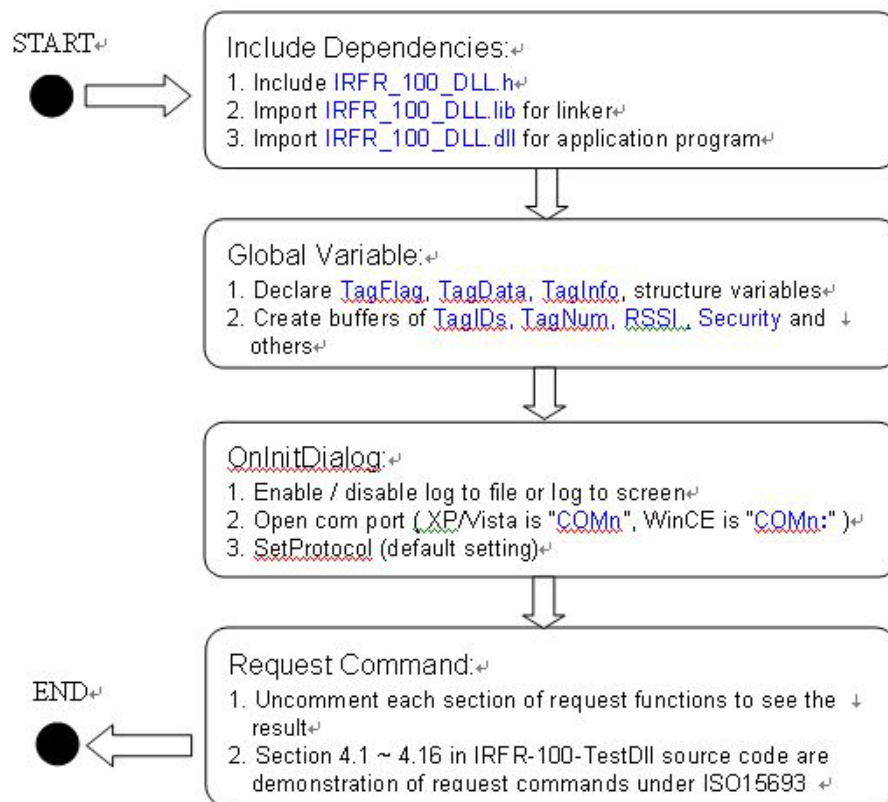 START↵
Include Dependencies:↵
1. Include IRFR_100_DLL.h↵
2. Import IRFR_100_DLL.lib for linker↵
3. Import IRFR_100_DLL.dll for application program↵
Global Variable:↵
1. Declare TagFlag, TagData, TagInfo, structure variables↵
2. Create buffers of TagIDs, TagNum, RSSI , Security and ↓
others↵
OnInitDialog:↵
1. Enable / disable log to file or log to screen↵
2. Open com port ( XP/Vista is "COMn", WinCE is "COMn:" )↵
3. SetProtocol (default setting)↵
Request Command:↵
1. Uncomment each section of request functions to see the ↓
result↵
2. Section 4.1 ~ 4.16 in IRFR-100-TestDll source code are
demonstration of request commands under ISO15693 ↵
END↵